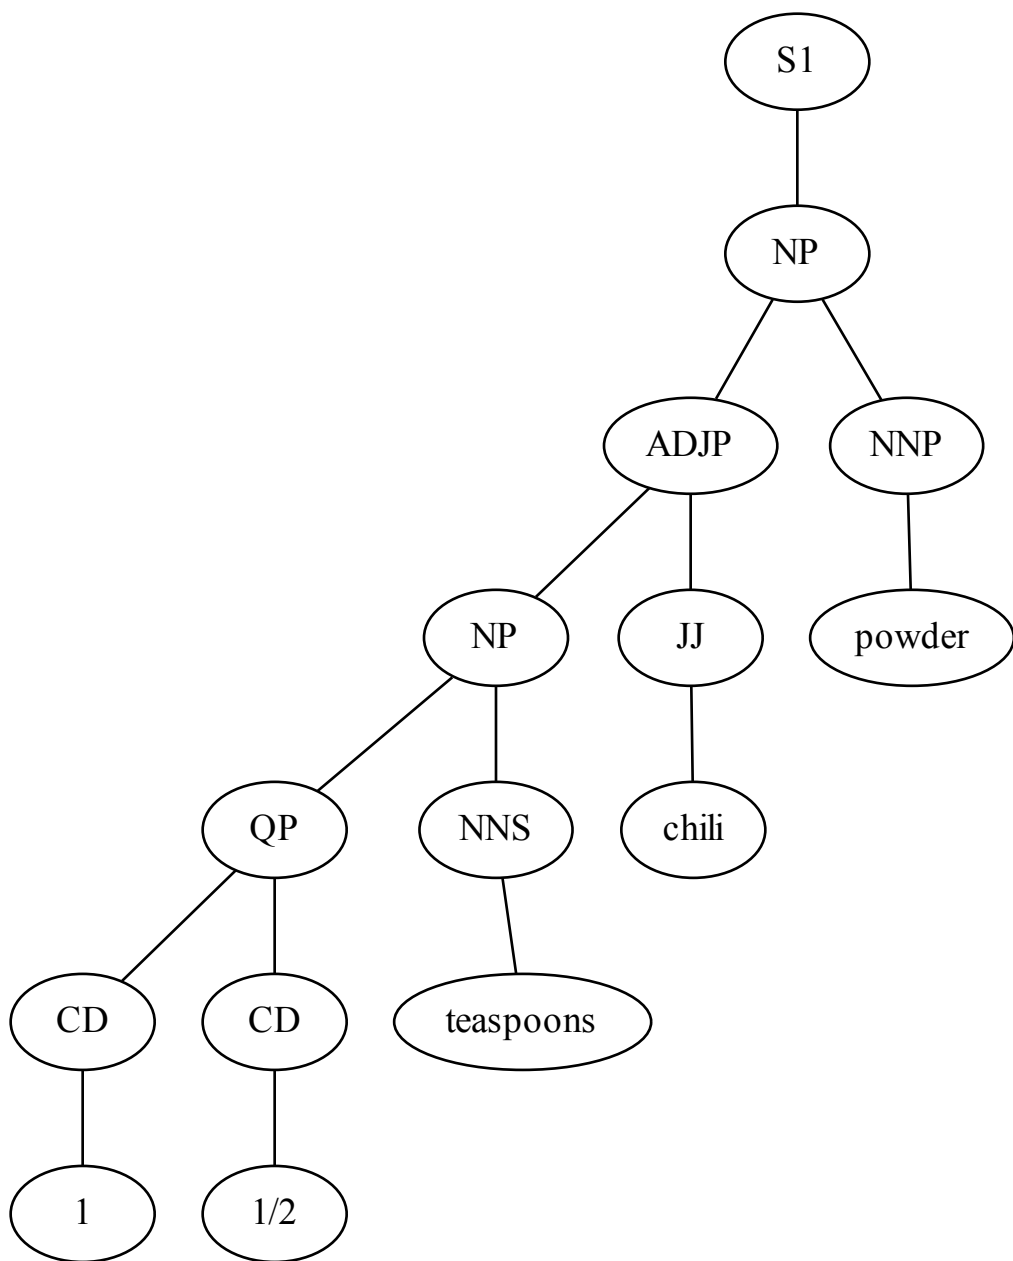 S1
NP
ADJP NNP
NP JJ powder
QP NNS chili
CD CD teaspoons
1 1/2